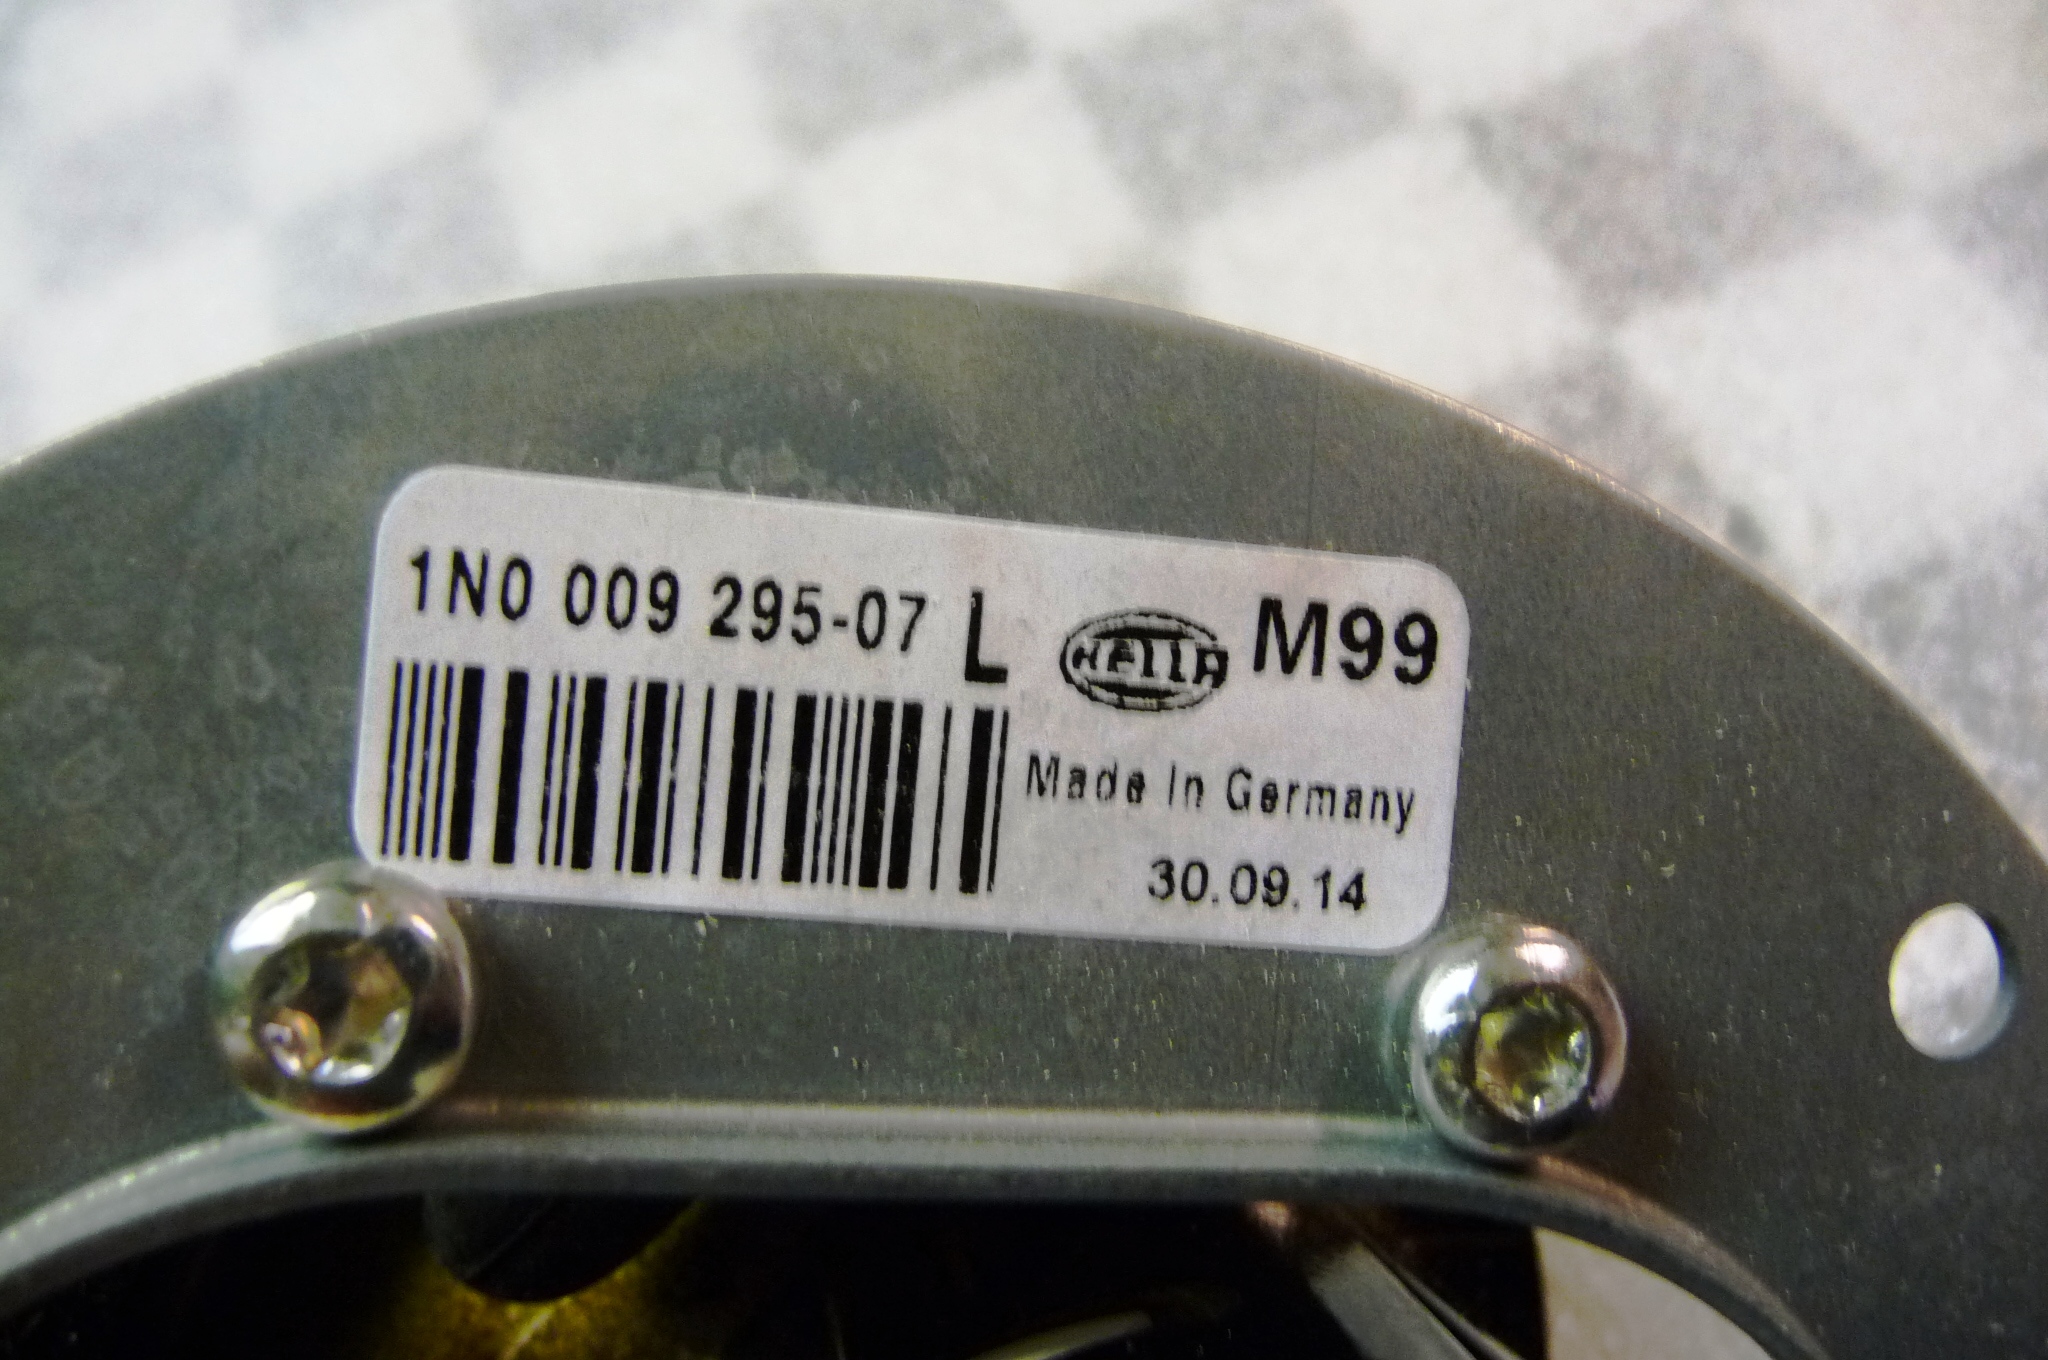 1N0 009 295-07 L HELLA M99
Made in Germany
30.09.14